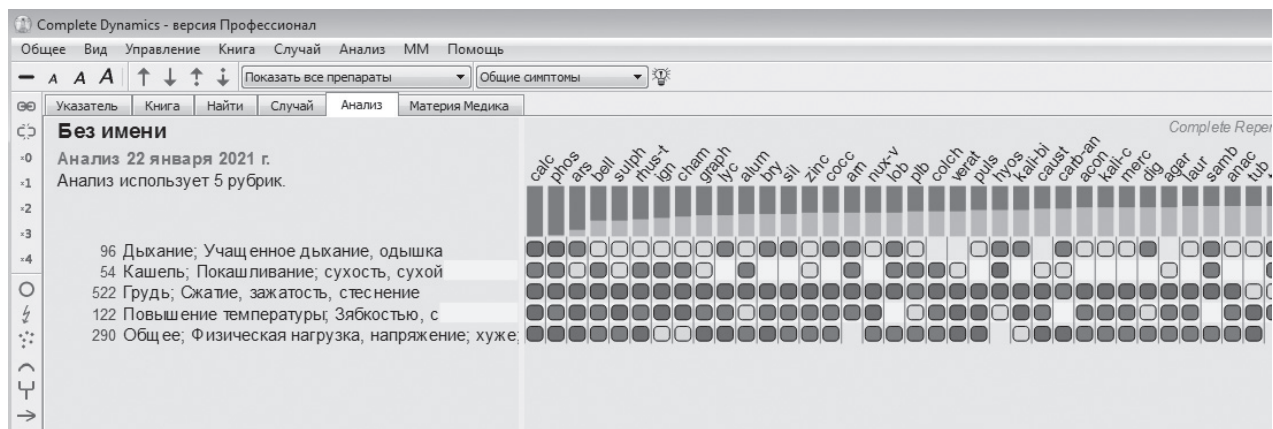 Complete Dynamics - версия Профессионал
Общее Вид Управление Книга Случай Анализ ММ Помощь
A A A Показать все препараты Общие симптомы
Указатель Книга Найти Случай Анализ Материя Медика
Без имени
Complete Reper
Анализ 22 января 2021 г.
Анализ использует 5 рубрик.
×0
×1
×2
×3
×4
calc phos ars bell sulph rhus-t ign cham graph lyc alum bry sil zinc cocc arn nux-v lob plb colch verat puls hyos kali-bi caust carb-an acon kali-c merc dig agar laur samb anac tub
96 Дыхание; Учащенное дыхание, одышка
54 Кашель; Покашливание; сухость, сухой
522 Грудь; Сжатие, зажатость, стеснение
122 Повышение температуры; Зябкостью, с
290 Общее; Физическая нагрузка, напряжение; хуже;